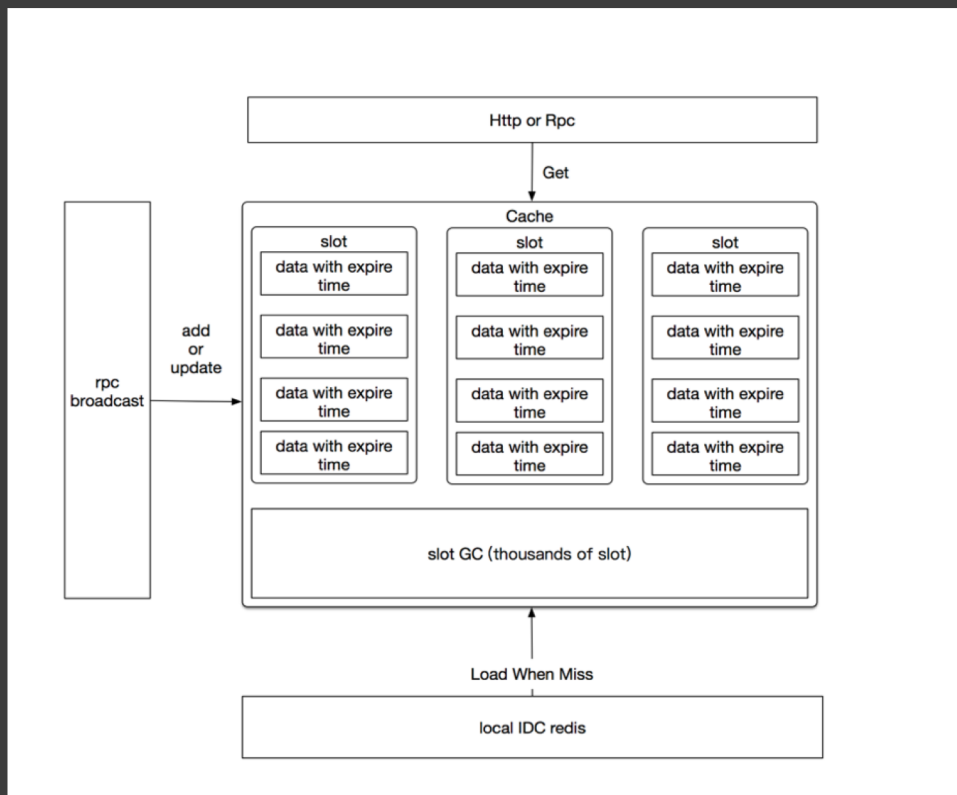 Http or Rpc
Get
Cache
slot
data with expire
time
data with expire
time
data with expire
time
data with expire
time
slot
data with expire
time
data with expire
time
data with expire
time
data with expire
time
slot
data with expire
time
data with expire
time
data with expire
time
data with expire
time
add
or
update
rpc
broadcast
slot GC (thousands of slot)
Load When Miss
local IDC redis